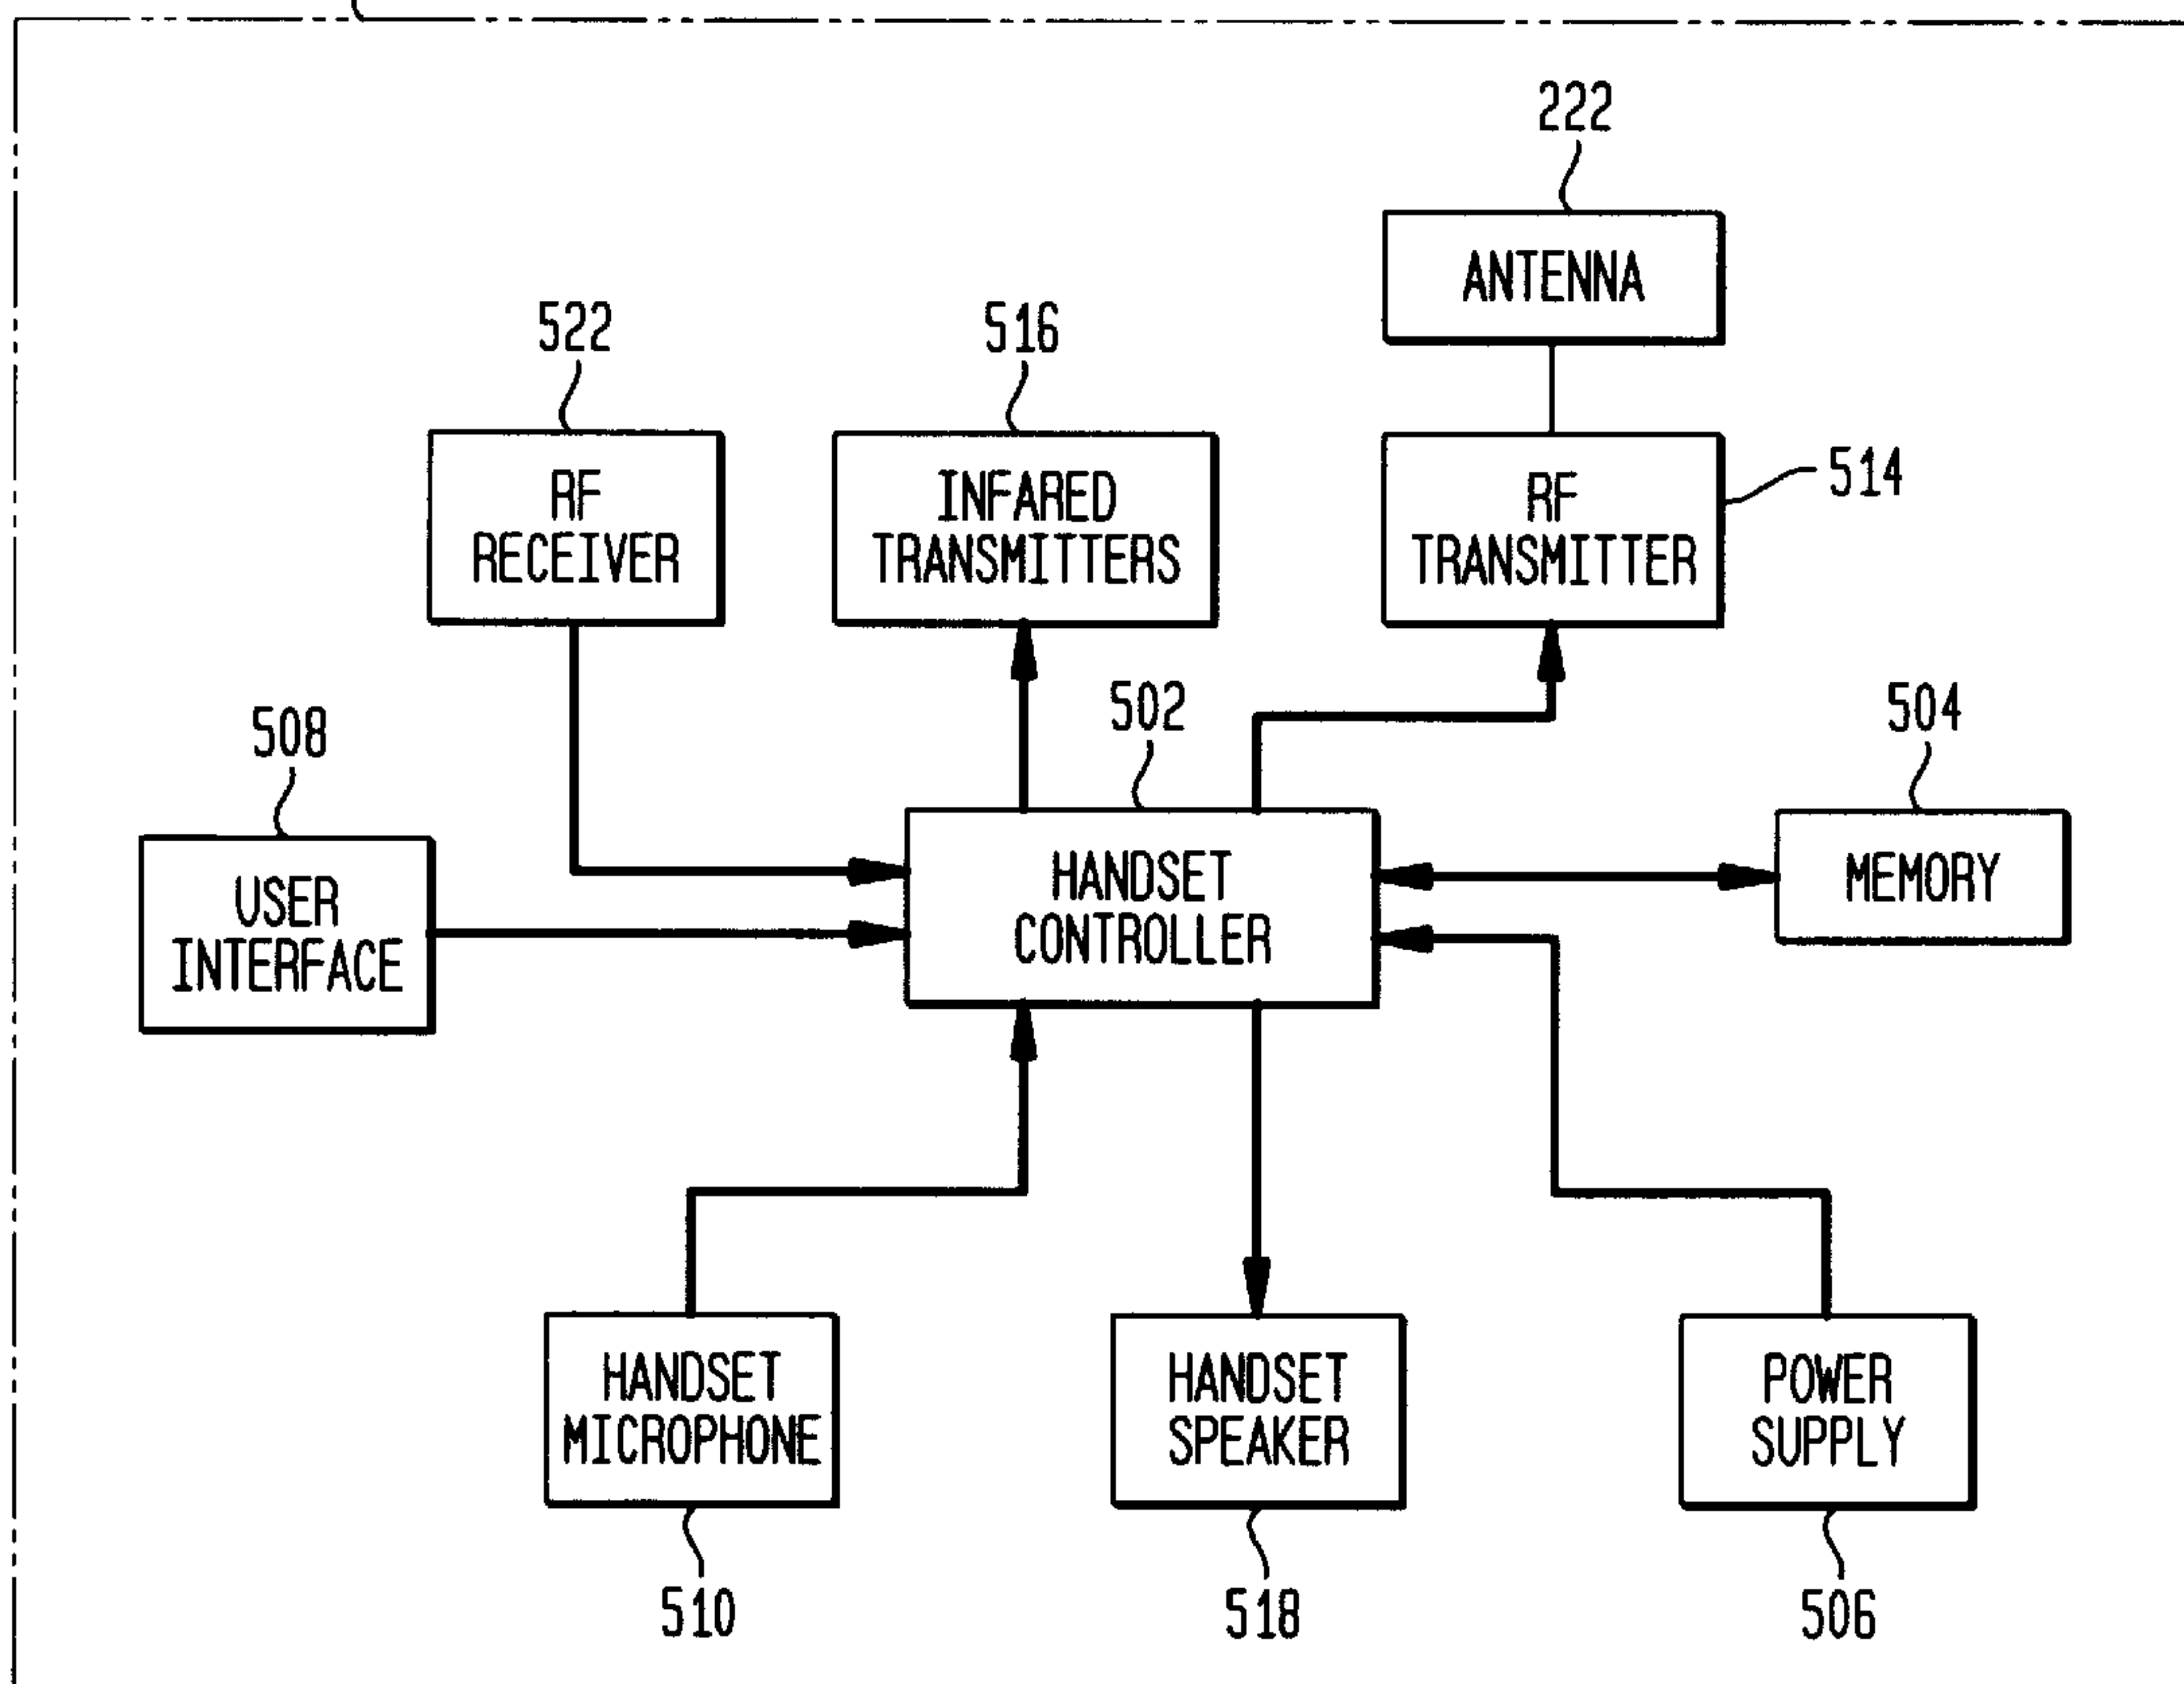 222
ANTENNA
522
516
RF
RECEIVER
INFARED
TRANSMITTERS
RF
TRANSMITTER
514
508
502
504
USER
INTERFACE
HANDSET
CONTROLLER
MEMORY
HANDSET
MICROPHONE
HANDSET
SPEAKER
POWER
SUPPLY
510
518
506